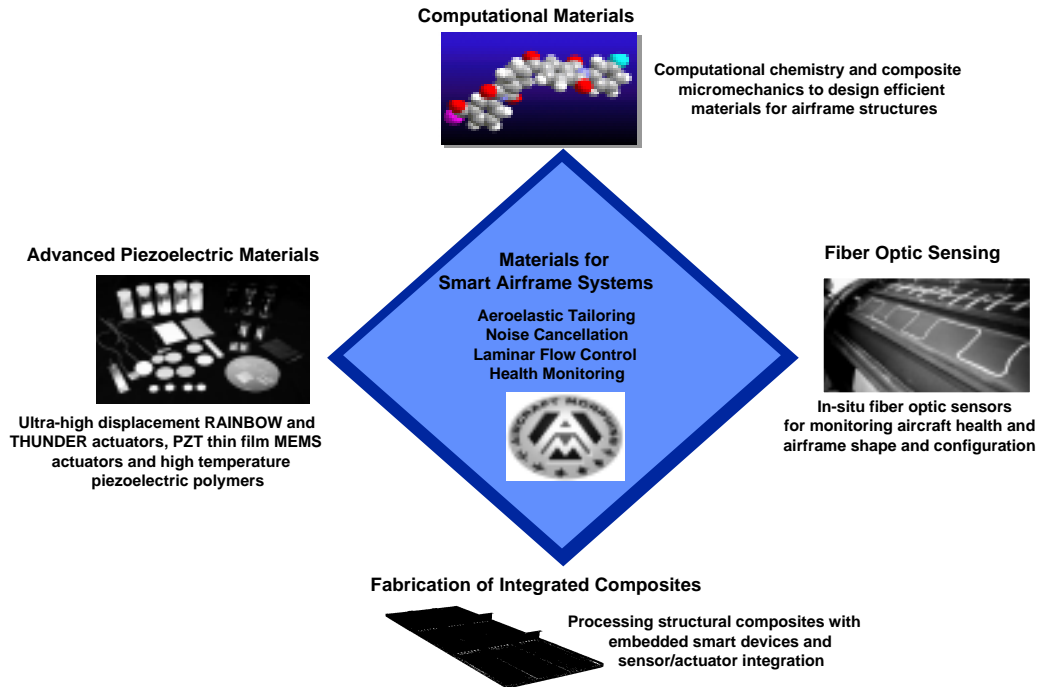 Computational Materials
Computational chemistry and composite
micromechanics to design efficient
materials for airframe structures
Advanced Piezoelectric Materials
Ultra-high displacement RAINBOW and
THUNDER actuators, PZT thin film MEMS
actuators and high temperature
piezoelectric polymers
Materials for
Smart Airframe Systems
Aeroelastic Tailoring
Noise Cancellation
Laminar Flow Control
Health Monitoring
AIRCRAFT MORPHING
AM
Fiber Optic Sensing
In-situ fiber optic sensors
for monitoring aircraft health and
airframe shape and configuration
Fabrication of Integrated Composites
Processing structural composites with
embedded smart devices and
sensor/actuator integration